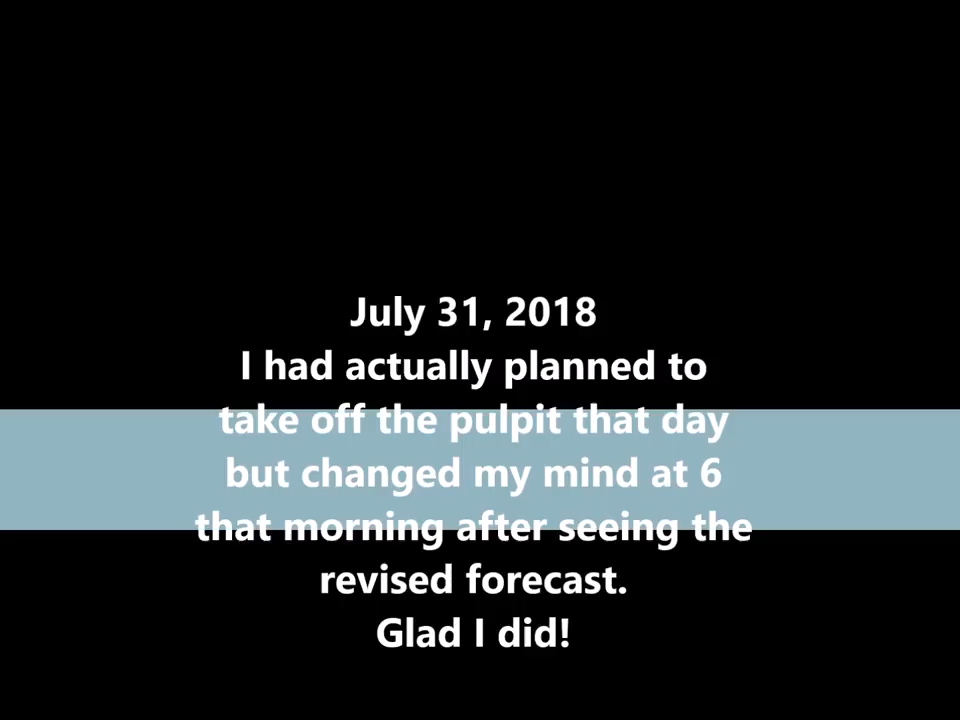 July 31, 2018
I had actually planned to
take off the pulpit that day
but changed my mind at 6
that morning after seeing the
revised forecast.
Glad I did!